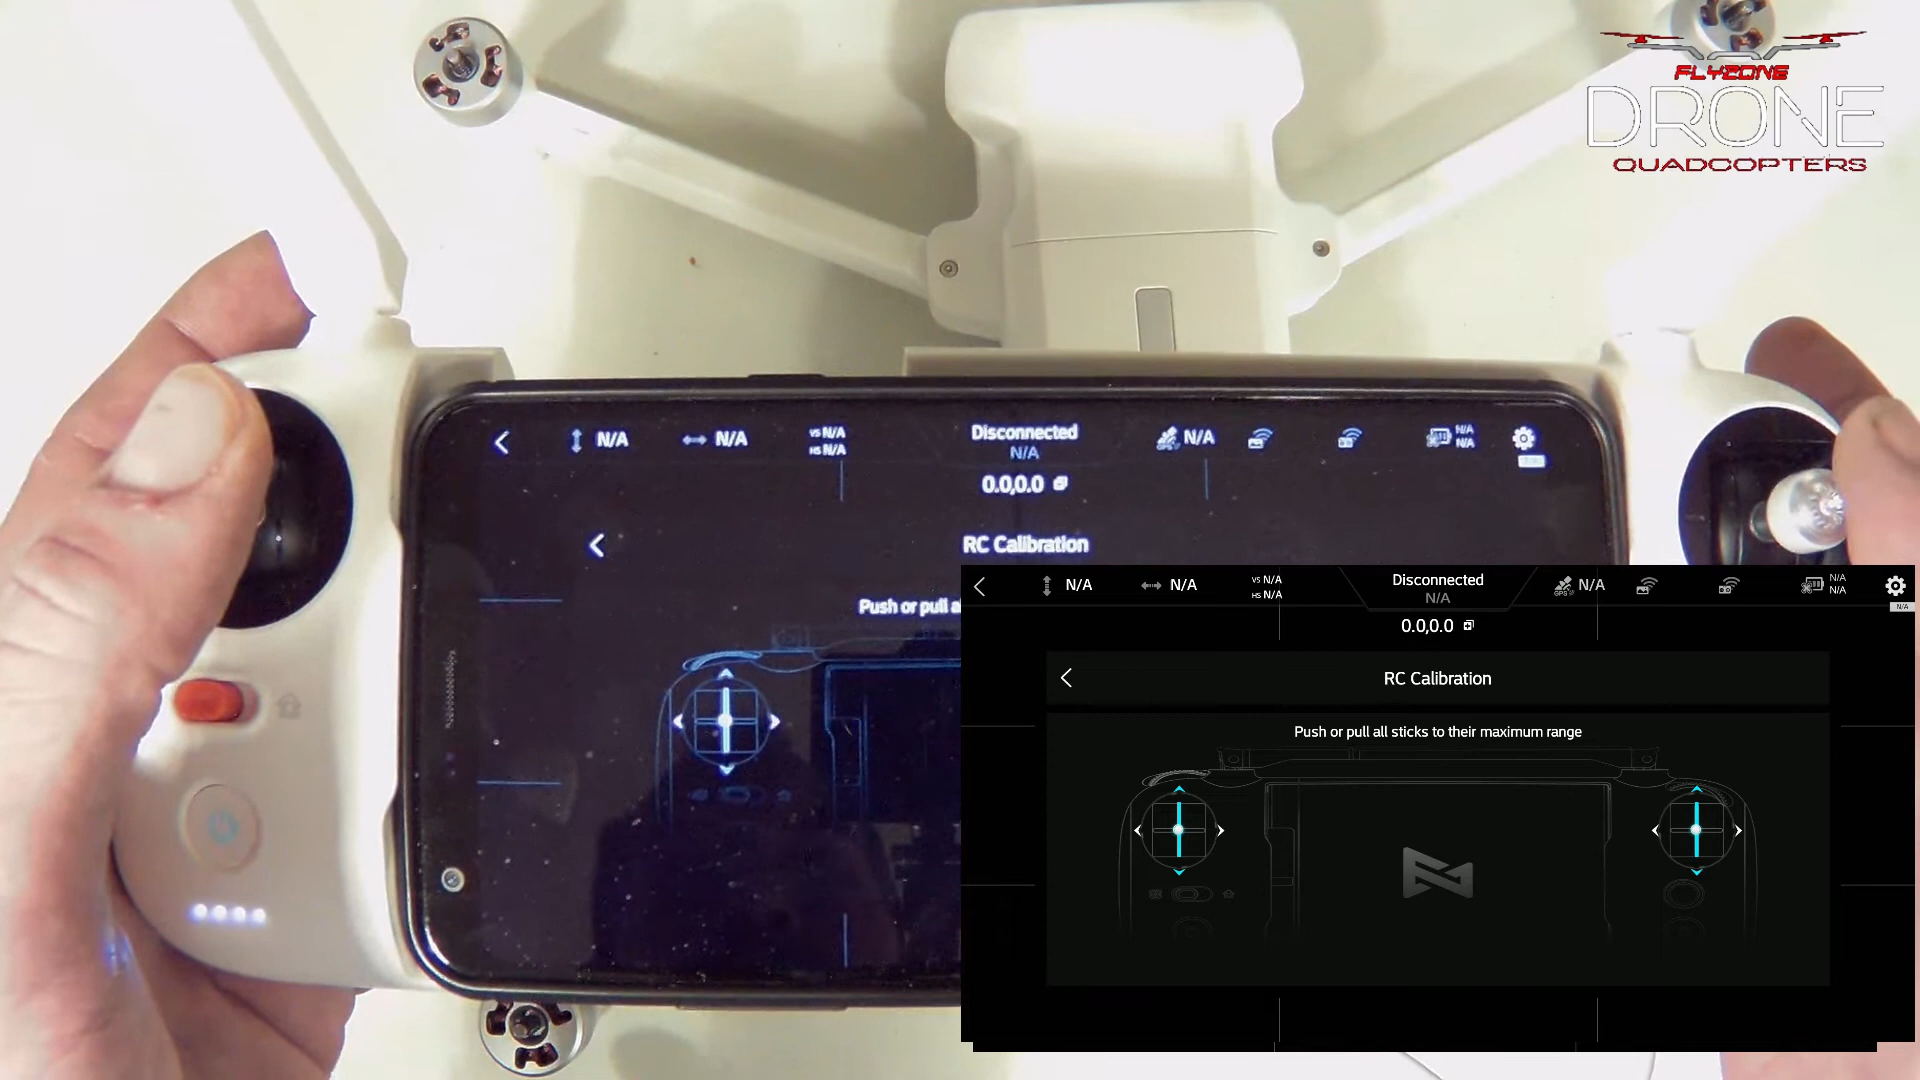 FLYZONE
DRONE
QUADCOPTERS
N/A
N/A
VS N/A
HS N/A
Disconnected
N/A
0.0,0.0
N/A
N/A
N/A
RC Calibration
Push or pull a
N/A
N/A
VS N/A
HS N/A
Disconnected
N/A
0.0,0.0
GPS
N/A
N/A
N/A
N/A
RC Calibration
Push or pull all sticks to their maximum range